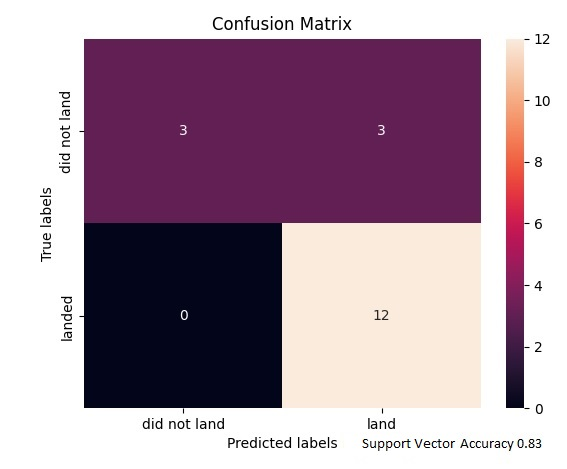 Confusion Matrix
did not land
3
3
True labels
landed
0
12
did not land
land
Predicted labels
Support Vector Accuracy 0.83
12
10
8
6
4
2
0